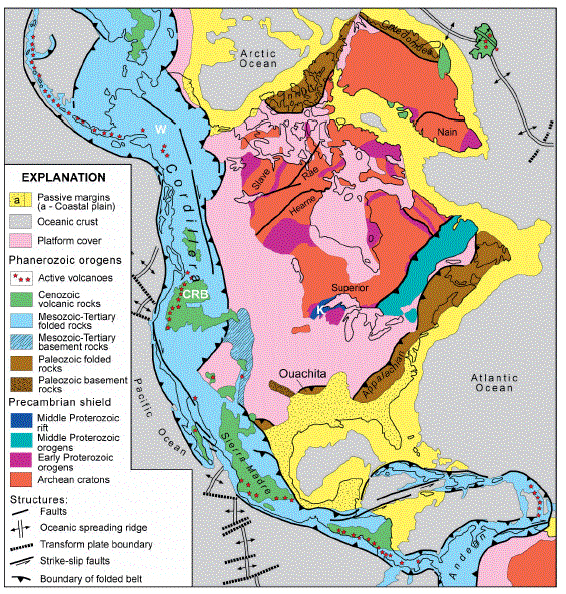 Arctic
Ocean
Caledonides
Innuits
Nain
W
Slave
Rae
Hearne
Cordillera
CRB
Superior
K
Ouachita
Appalachian
Atlantic
Ocean
Pacific Ocean
Sierra Madre
Andean
EXPLANATION
a
Passive margins
(a - Coastal plain)
Oceanic crust
Platform cover
Phanerozoic orogens
Active volcanoes
Cenozoic
volcanic rocks
Mesozoic-Tertiary
folded rocks
Mesozoic-Tertiary
basement rocks
Paleozoic folded
rocks
Paleozoic basement
rocks
Precambrian shield
Middle Proterozoic
rift
Middle Proterozoic
orogens
Early Proterozoic
orogens
Archean cratons
Structures:
Faults
Oceanic spreading ridge
Transform plate boundary
Strike-slip faults
Boundary of folded belt